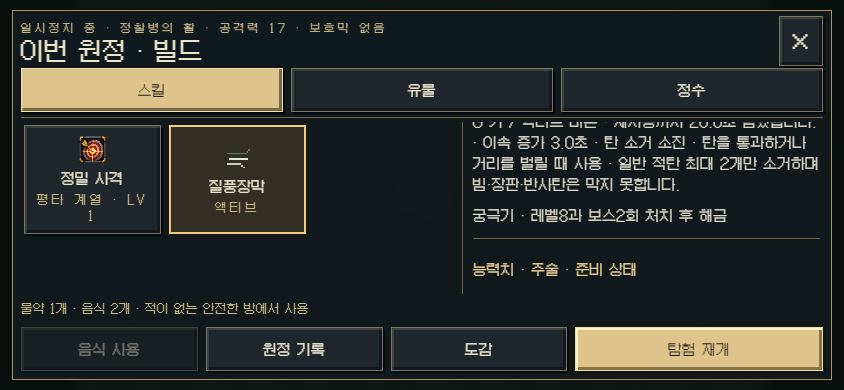 일시정지 중 · 정찰병의 활 · 공격력 17 · 보호막 없음
이번 원정 · 빌드
×
스킬
유물
정수
정밀 사격
평타 계열 · LV
1
질풍장막
액티브
· 이속 증가 3.0초 · 탄 소거 소진 · 탄을 통과하거나
거리를 벌릴 때 사용 · 일반 적탄 최대 2개만 소거하며
빔·장판·반사탄은 막지 못합니다.
궁극기 · 레벨8과 보스2회 처치 후 해금
능력치 · 주술 · 준비 상태
물약 1개 · 음식 2개 · 적이 없는 안전한 방에서 사용
음식 사용
원정 기록
도감
탐험 재개